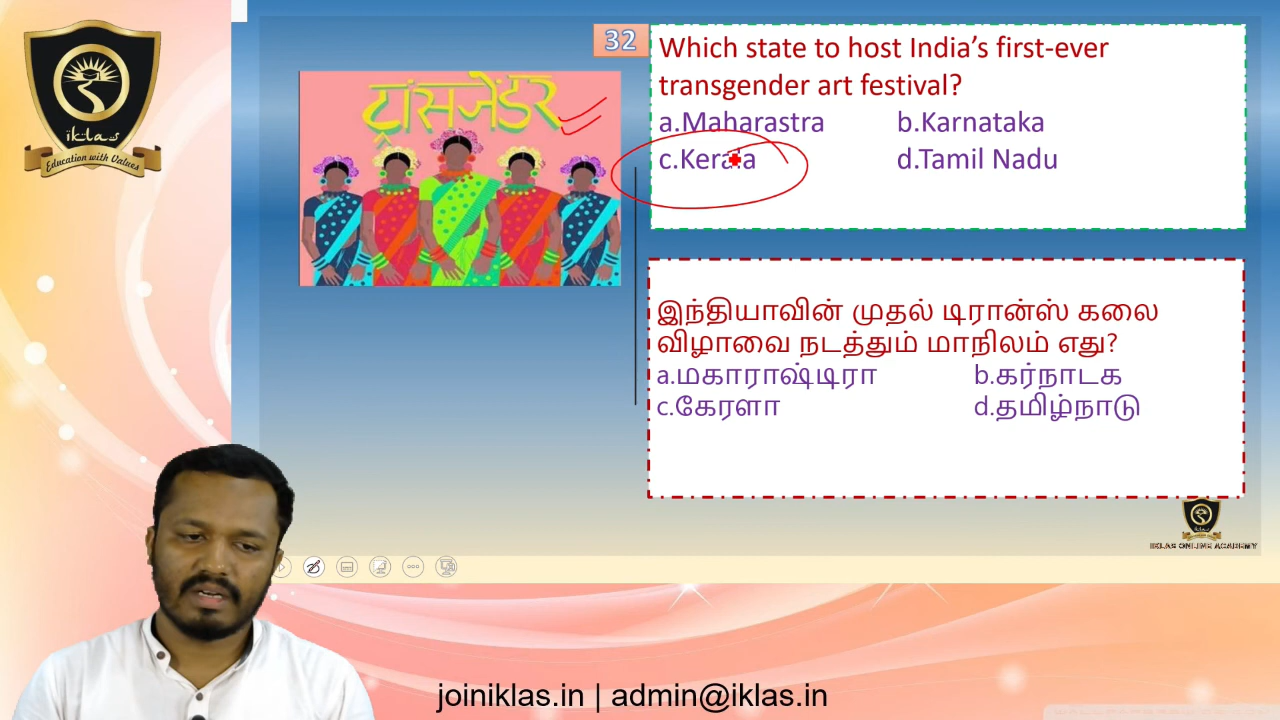 iklas
Education with Values
32
Which state to host India's first-ever
transgender art festival?
a.Maharastra b.Karnataka
c.Kerala d.Tamil Nadu
ट्रांसजेंडर
இந்தியாவின் முதல் டிரான்ஸ் கலை
விழாவை நடத்தும் மாநிலம் எது?
a.மகாராஷ்டிரா b.கர்நாடக
c.கேரளா d.தமிழ்நாடு
iklas
IKLAS ONLINE ACADEMY
joiniklas.in | admin@iklas.in